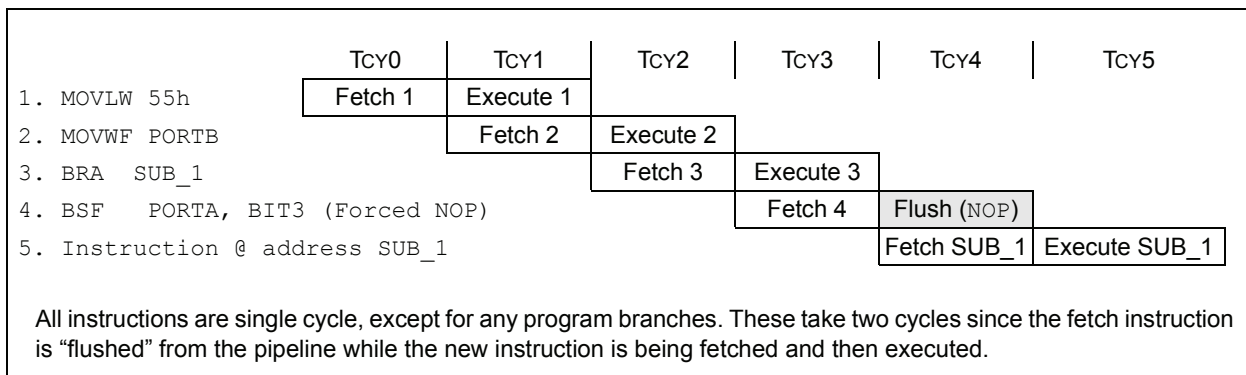 TCY0 TCY1 TCY2 TCY3 TCY4 TCY5
1. MOVLW 55h Fetch 1 Execute 1
2. MOVWF PORTB Fetch 2 Execute 2
3. BRA SUB_1 Fetch 3 Execute 3
4. BSF PORTA, BIT3 (Forced NOP) Fetch 4 Flush (NOP)
5. Instruction @ address SUB_1 Fetch SUB_1 Execute SUB_1
All instructions are single cycle, except for any program branches. These take two cycles since the fetch instruction
is “flushed” from the pipeline while the new instruction is being fetched and then executed.